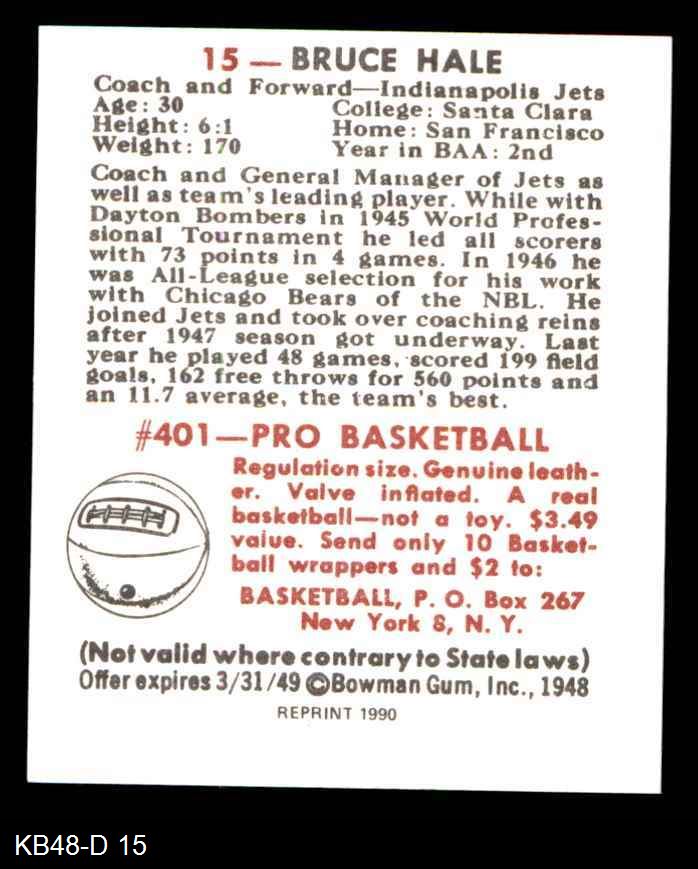 15 — BRUCE HALE
Coach and Forward—Indianapolis Jets
Age: 30 College: Santa Clara
Height: 6:1 Home: San Francisco
Weight: 170 Year in BAA: 2nd
Coach and General Manager of Jets as
well as team's leading player. While with
Dayton Bombers in 1945 World Profes-
sional Tournament he led all scorers
with 73 points in 4 games. In 1946 he
was All-League selection for his work
with Chicago Bears of the NBL. He
joined Jets and took over coaching reins
after 1947 season got underway. Last
year he played 48 games, scored 199 field
goals, 162 free throws for 560 points and
an 11.7 average, the team's best.
#401—PRO BASKETBALL
Regulation size. Genuine leath-
er. Valve inflated. A real
basketball—not a toy. $3.49
value. Send only 10 Basket-
ball wrappers and $2 to:
BASKETBALL, P. O. Box 267
New York 8, N. Y.
(Not valid where contrary to State laws)
Offer expires 3/31/49 ©Bowman Gum, Inc., 1948
REPRINT 1990
KB48-D 15